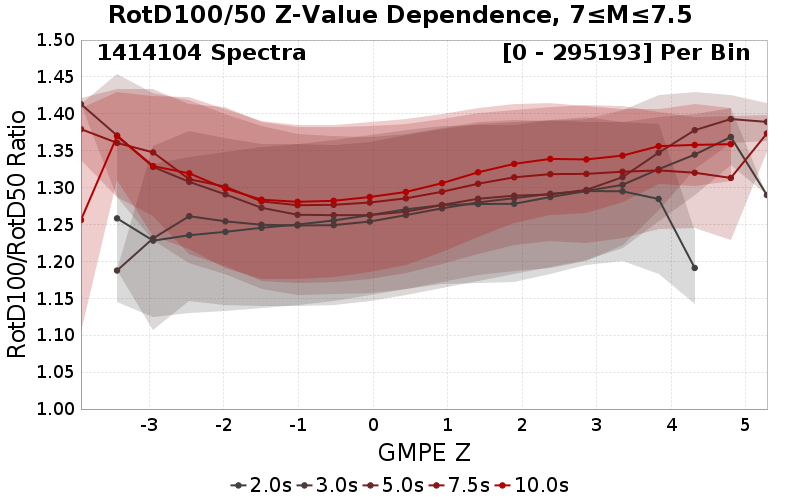 RotD100/50 Z-Value Dependence, 7≤M≤7.5
1414104 Spectra
[0 - 295193] Per Bin
RotD100/RotD50 Ratio
1.50
1.45
1.40
1.35
1.30
1.25
1.20
1.15
1.10
1.05
1.00
-3 -2 -1 0 1 2 3 4 5
GMPE Z
2.0s 3.0s 5.0s 7.5s 10.0s